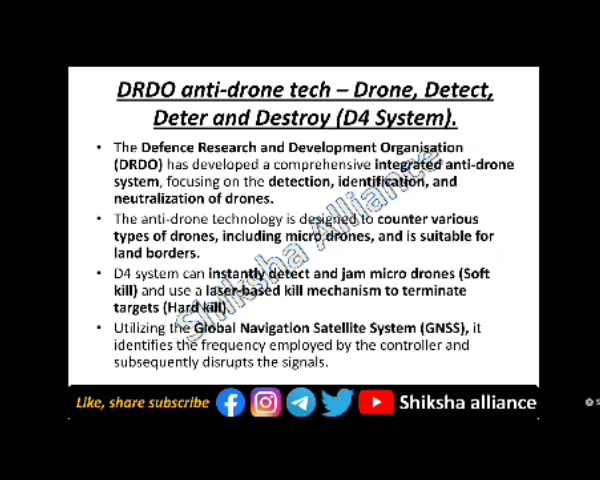 DRDO anti-drone tech – Drone, Detect,
Deter and Destroy (D4 System).
• The Defence Research and Development Organisation
(DRDO) has developed a comprehensive integrated anti-drone
system, focusing on the detection, identification, and
neutralization of drones.
• The anti-drone technology is designed to counter various
types of drones, including micro drones, and is suitable for
land borders.
• D4 system can instantly detect and jam micro drones (Soft
kill) and use a laser-based kill mechanism to terminate
targets (Hard kill).
• Utilizing the Global Navigation Satellite System (GNSS), it
identifies the frequency employed by the controller and
subsequently disrupts the signals.
Shiksha Alliance
Like, share subscribe
Shiksha alliance